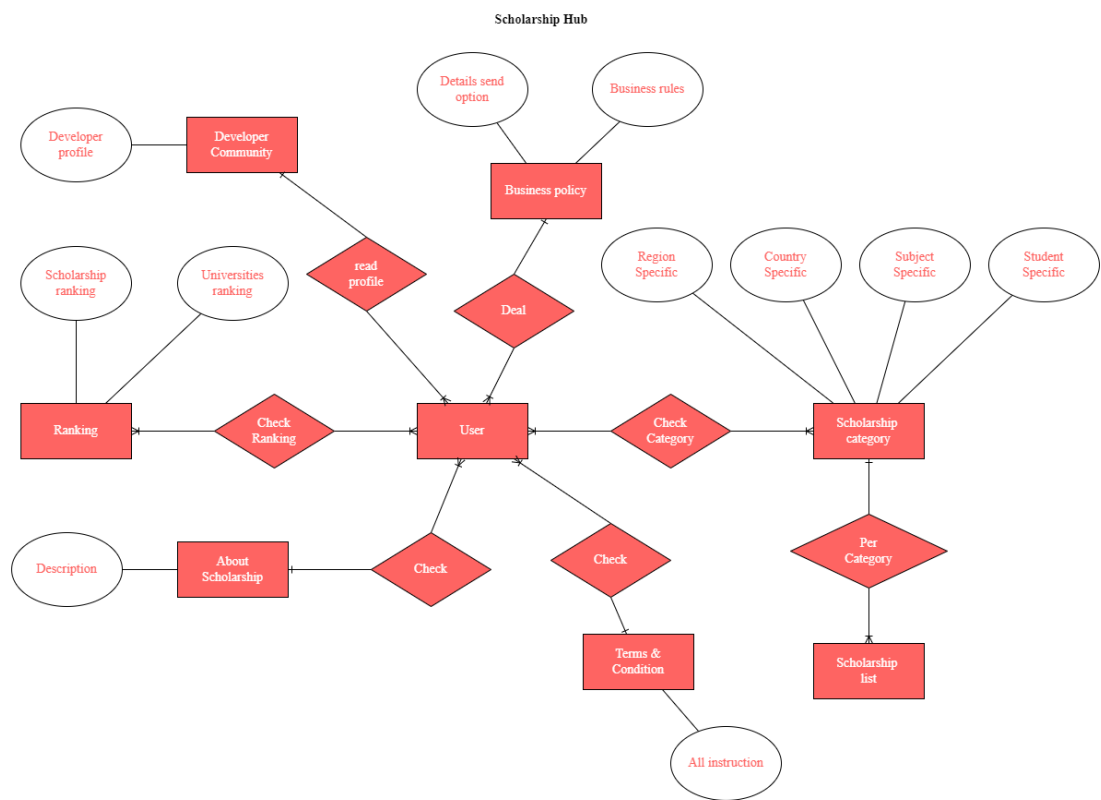 Scholarship Hub
Details send
option
Business rules
Developer
profile
Developer
Community
Business policy
Scholarship
ranking
Universities
ranking
read
profile
Region
Specific
Country
Specific
Subject
Specific
Student
Specific
Deal
Ranking
Check
Ranking
User
Check
Category
Scholarship
category
Description
About
Scholarship
Check
Check
Per
Category
Terms &
Condition
Scholarship
list
All instruction